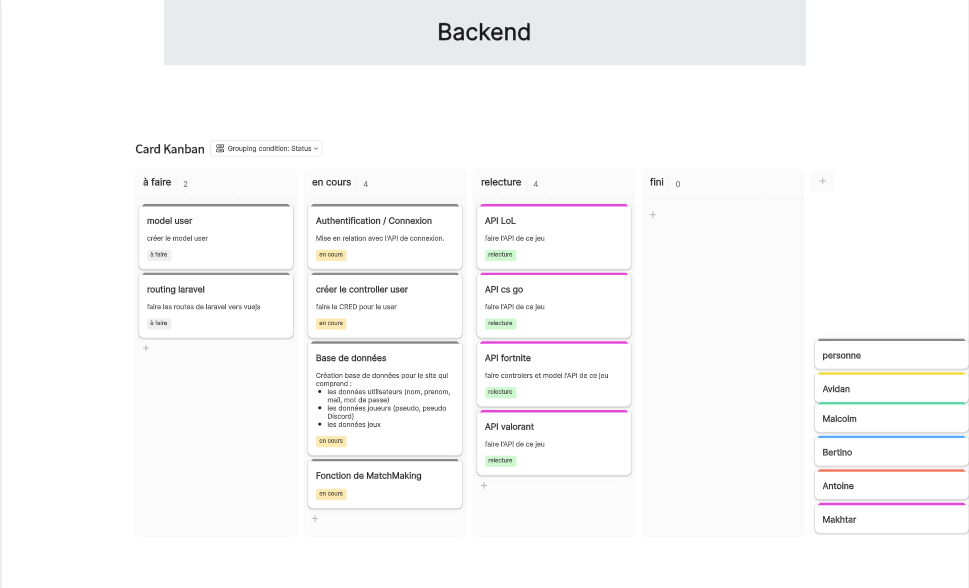 Backend
Card Kanban
Grouping condition: Status
à faire 2
model user
créer le model user
à faire
routing laravel
faire les routes de laravel vers vuejs
à faire
en cours 4
Authentification / Connexion
Mise en relation avec l'API de connexion.
en cours
créer le controller user
faire le CRED pour le user
en cours
Base de données
Création base de données pour le site qui
comprend :
les données utilisateurs (nom, prenom,
mail, mot de passe)
les données joueurs (pseudo, pseudo
Discord)
les données jeux
en cours
Fonction de MatchMaking
en cours
relecture 4
API LoL
faire l'API de ce jeu
relecture
API cs go
faire l'API de ce jeu
relecture
API fortnite
faire controlers et model l'API de ce jeu
relecture
API valorant
faire l'API de ce jeu
relecture
fini 0
personne
Avidan
Malcolm
Bertino
Antoine
Makhtar